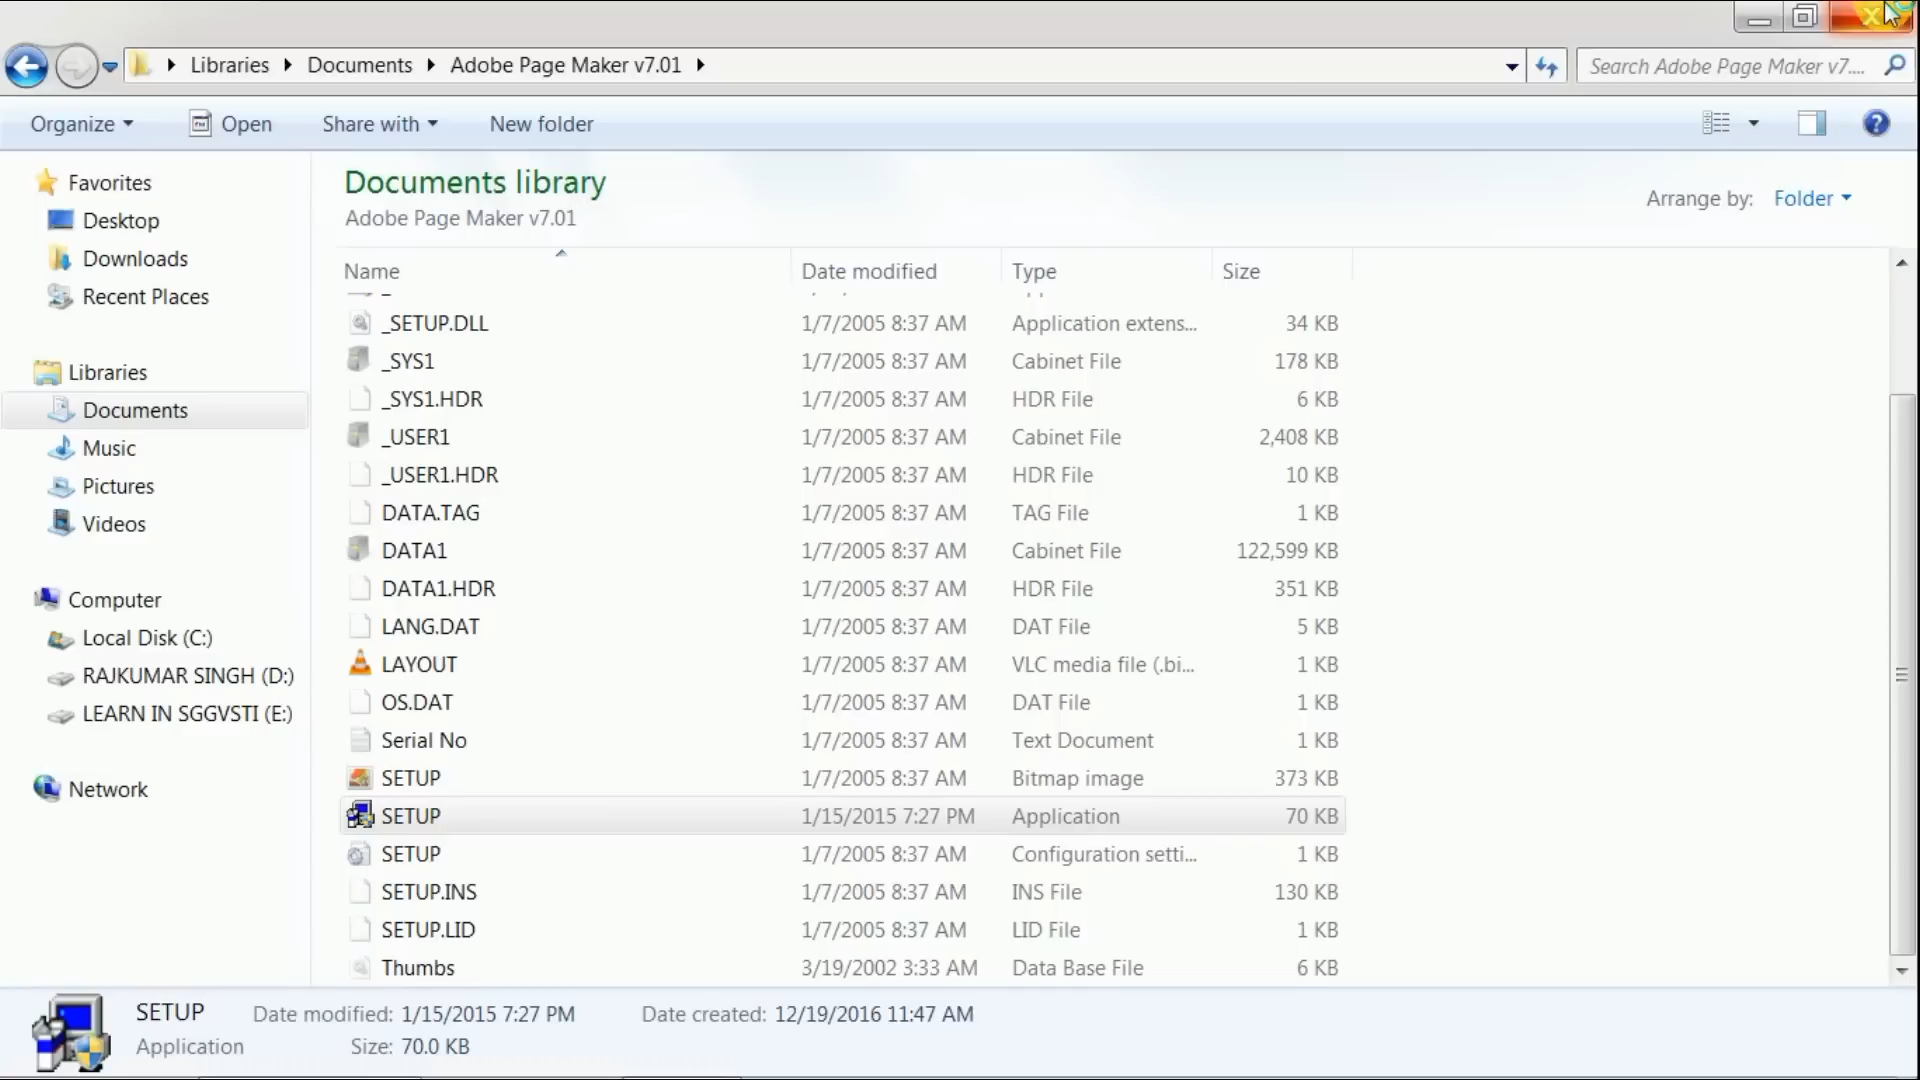 Libraries Documents Adobe Page Maker v7.01
Search Adobe Page Maker v7....
Organize Open Share with New folder
Favorites
Desktop
Downloads
Recent Places
Libraries
Documents
Music
Pictures
Videos
Computer
Local Disk (C:)
RAJKUMAR SINGH (D:)
LEARN IN SGGVSTI (E:)
Network
Documents library
Adobe Page Maker v7.01
Arrange by: Folder
Name Date modified Type Size
_SETUP.DLL 1/7/2005 8:37 AM Application extens... 34 KB
_SYS1 1/7/2005 8:37 AM Cabinet File 178 KB
_SYS1.HDR 1/7/2005 8:37 AM HDR File 6 KB
_USER1 1/7/2005 8:37 AM Cabinet File 2,408 KB
_USER1.HDR 1/7/2005 8:37 AM HDR File 10 KB
DATA.TAG 1/7/2005 8:37 AM TAG File 1 KB
DATA1 1/7/2005 8:37 AM Cabinet File 122,599 KB
DATA1.HDR 1/7/2005 8:37 AM HDR File 351 KB
LANG.DAT 1/7/2005 8:37 AM DAT File 5 KB
LAYOUT 1/7/2005 8:37 AM VLC media file (.bi... 1 KB
OS.DAT 1/7/2005 8:37 AM DAT File 1 KB
Serial No 1/7/2005 8:37 AM Text Document 1 KB
SETUP 1/7/2005 8:37 AM Bitmap image 373 KB
SETUP 1/15/2015 7:27 PM Application 70 KB
SETUP 1/7/2005 8:37 AM Configuration setti... 1 KB
SETUP.INS 1/7/2005 8:37 AM INS File 130 KB
SETUP.LID 1/7/2005 8:37 AM LID File 1 KB
Thumbs 3/19/2002 3:33 AM Data Base File 6 KB
SETUP Date modified: 1/15/2015 7:27 PM Date created: 12/19/2016 11:47 AM
Application Size: 70.0 KB